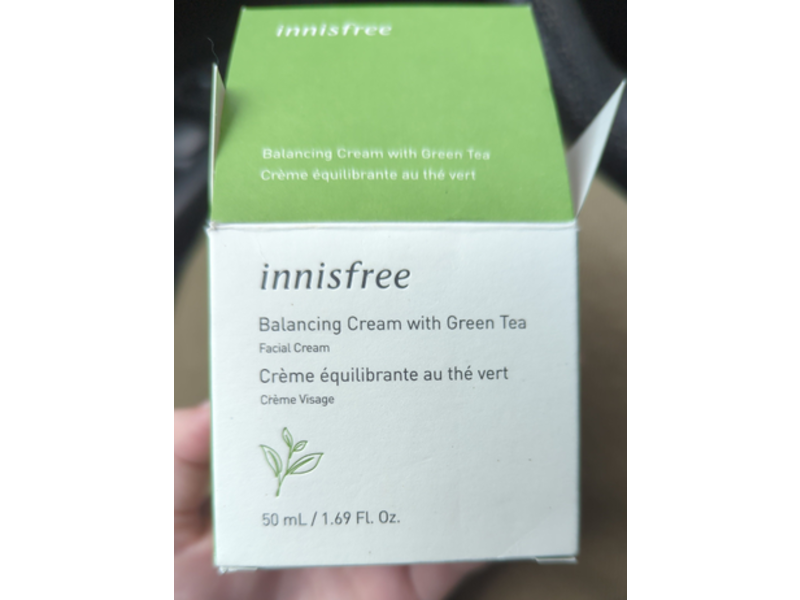 innisfree
Balancing Cream with Green Tea
Crème équilibrante au thé vert
innisfree
Balancing Cream with Green Tea
Facial Cream
Crème équilibrante au thé vert
Crème Visage
50 mL / 1.69 Fl. Oz.